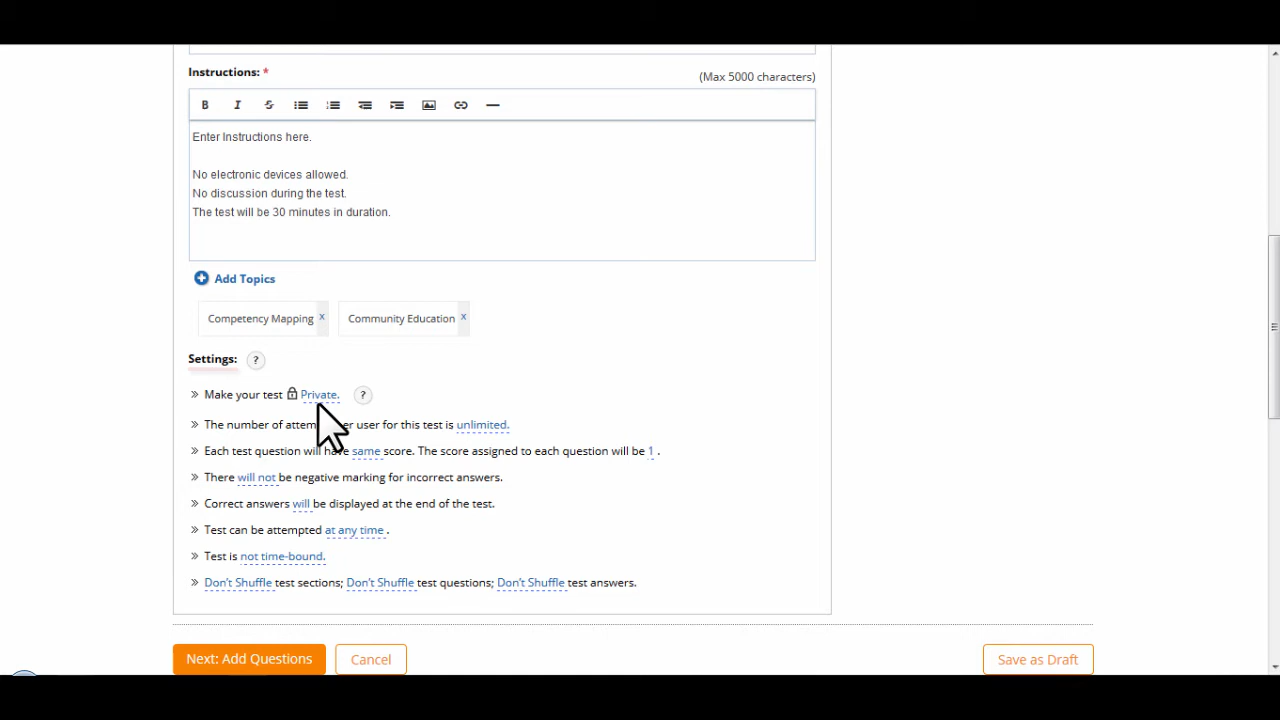 Instructions: *
(Max 5000 characters)
B I S
Enter Instructions here.
No electronic devices allowed.
No discussion during the test.
The test will be 30 minutes in duration.
Add Topics
Competency Mapping x
Community Education x
Settings: ?
» Make your test Private. ?
» The number of attem er user for this test is unlimited.
» Each test question will have same score. The score assigned to each question will be 1 .
» There will not be negative marking for incorrect answers.
» Correct answers will be displayed at the end of the test.
» Test can be attempted at any time .
» Test is not time-bound.
» Don't Shuffle test sections; Don't Shuffle test questions; Don't Shuffle test answers.
Next: Add Questions
Cancel
Save as Draft